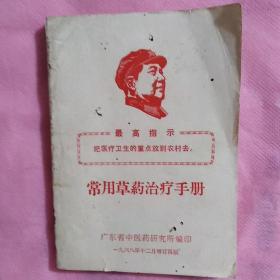 最高指示
把医疗卫生的重点放到农村去。
常用草药治疗手册
广东省中医药研究所编印
一九六八年十二月增订四版